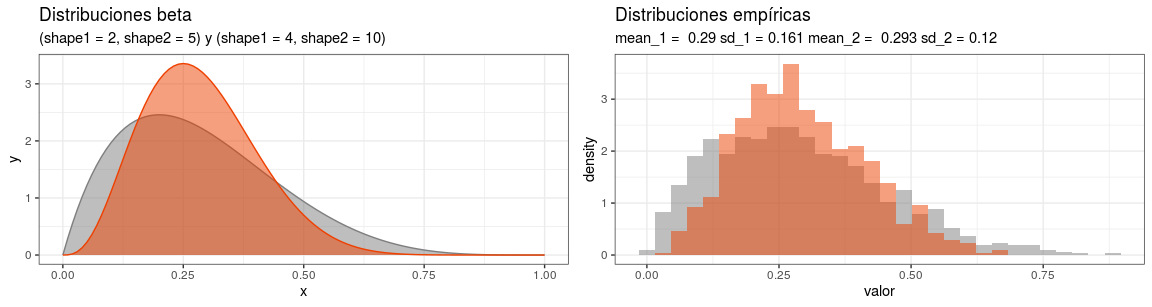 Distribuciones beta
(shape1 = 2, shape2 = 5) y (shape1 = 4, shape2 = 10)
3
2
1
0
y
0.00
0.25
0.50
0.75
1.00
x
Distribuciones empíricas
mean_1 =  0.29 sd_1 = 0.161 mean_2 =  0.293 sd_2 = 0.12
3
2
1
0
density
0.00
0.25
0.50
0.75
valor